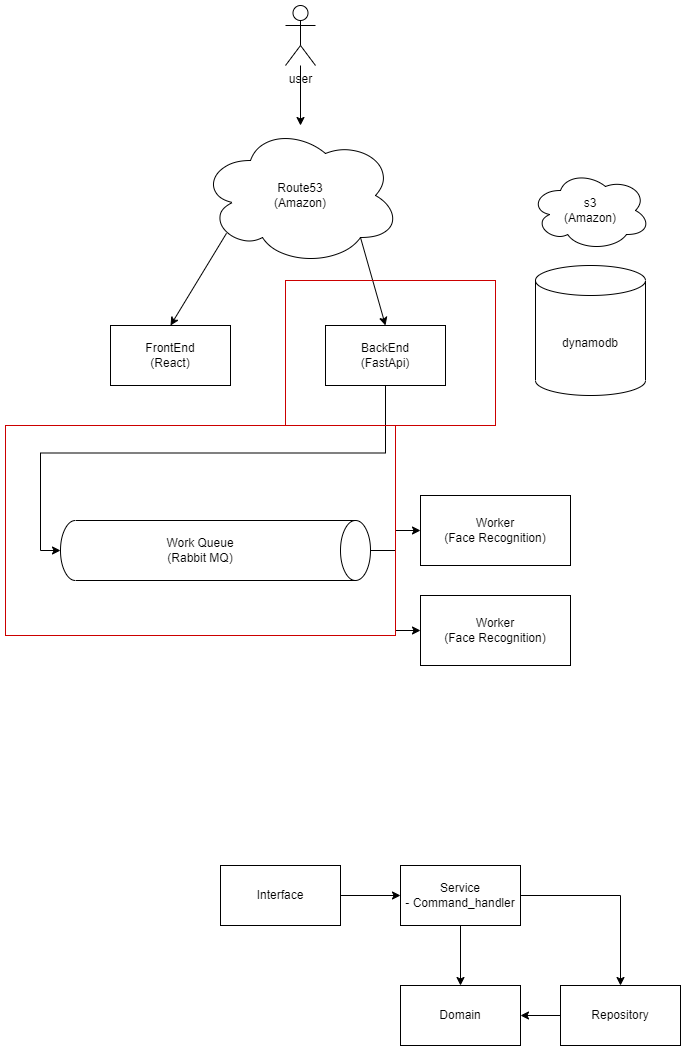 user
Route53
(Amazon)
s3
(Amazon)
dynamodb
FrontEnd
(React)
BackEnd
(FastApi)
Work Queue
(Rabbit MQ)
Worker
(Face Recognition)
Worker
(Face Recognition)
Interface
Service
- Command_handler
Domain
Repository